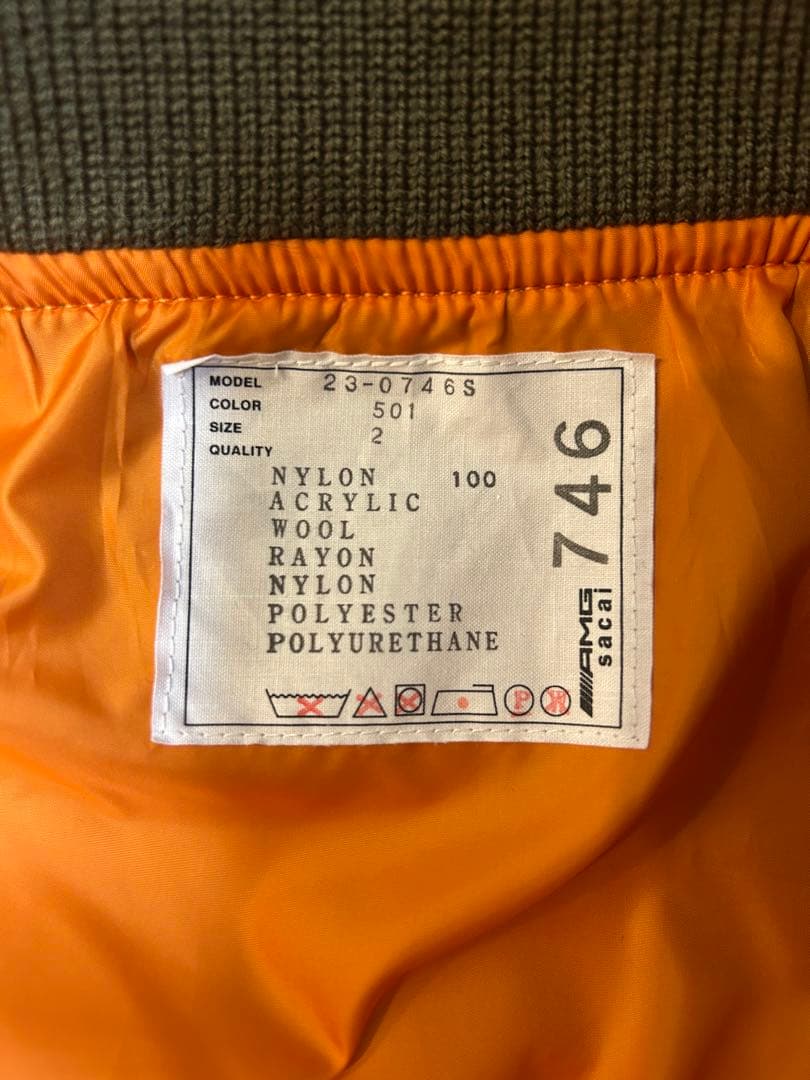 MODEL 23-0746S
COLOR 501
SIZE 2
QUALITY
NYLON 100
ACRYLIC
WOOL
RAYON
NYLON
POLYESTER
POLYURETHANE
P
W
746
AMG
sacai